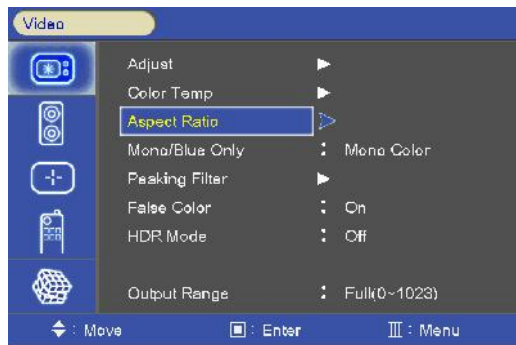 Video
Adjust
Color Temp
Aspect Ratio
Mono/Blue Only : Mono Color
Peaking Filter
False Color : On
HDR Mode : Off
Output Range : Full(0~1023)
: Move : Enter : Menu